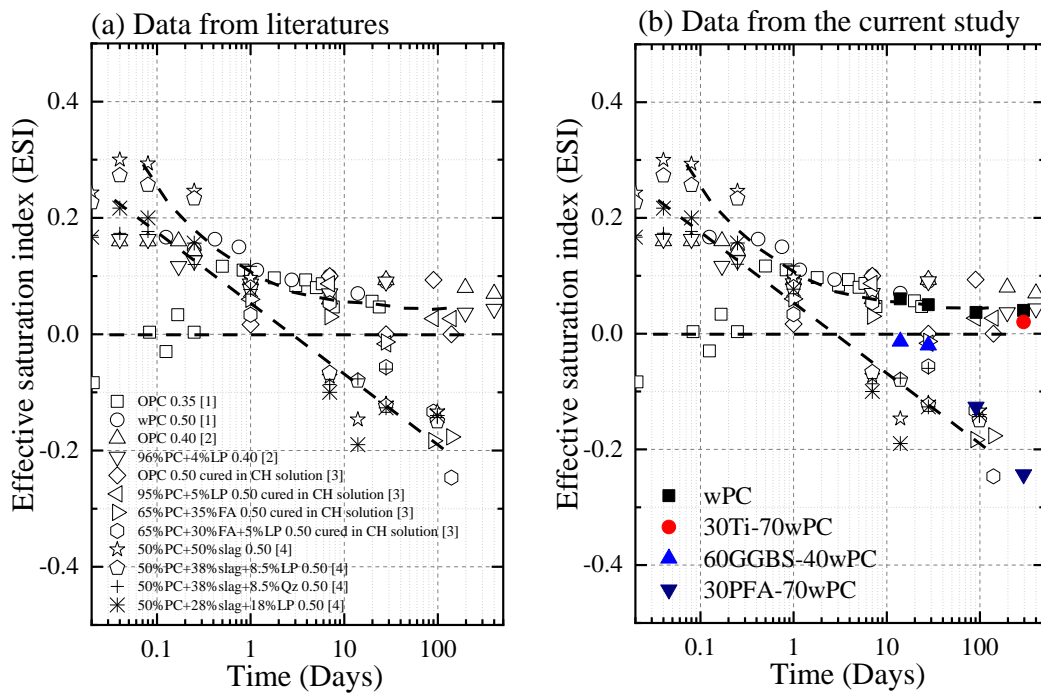 (a) Data from literatures
Effective saturation index (ESI)
0.4
0.2
0.0
-0.2
-0.4
OPC 0.35 [1]
wPC 0.50 [1]
OPC 0.40 [2]
96%PC+4%LP 0.40 [2]
OPC 0.50 cured in CH solution [3]
95%PC+5%LP 0.50 cured in CH solution [3]
65%PC+35%FA 0.50 cured in CH solution [3]
65%PC+30%FA+5%LP 0.50 cured in CH solution [3]
50%PC+50%slag 0.50 [4]
50%PC+38%slag+8.5%LP 0.50 [4]
50%PC+38%slag+8.5%Qz 0.50 [4]
50%PC+28%slag+18%LP 0.50 [4]
0.1 1 10 100
Time (Days)
(b) Data from the current study
Effective saturation index (ESI)
0.4
0.2
0.0
-0.2
-0.4
wPC
30Ti-70wPC
60GGBS-40wPC
30PFA-70wPC
0.1 1 10 100
Time (Days)